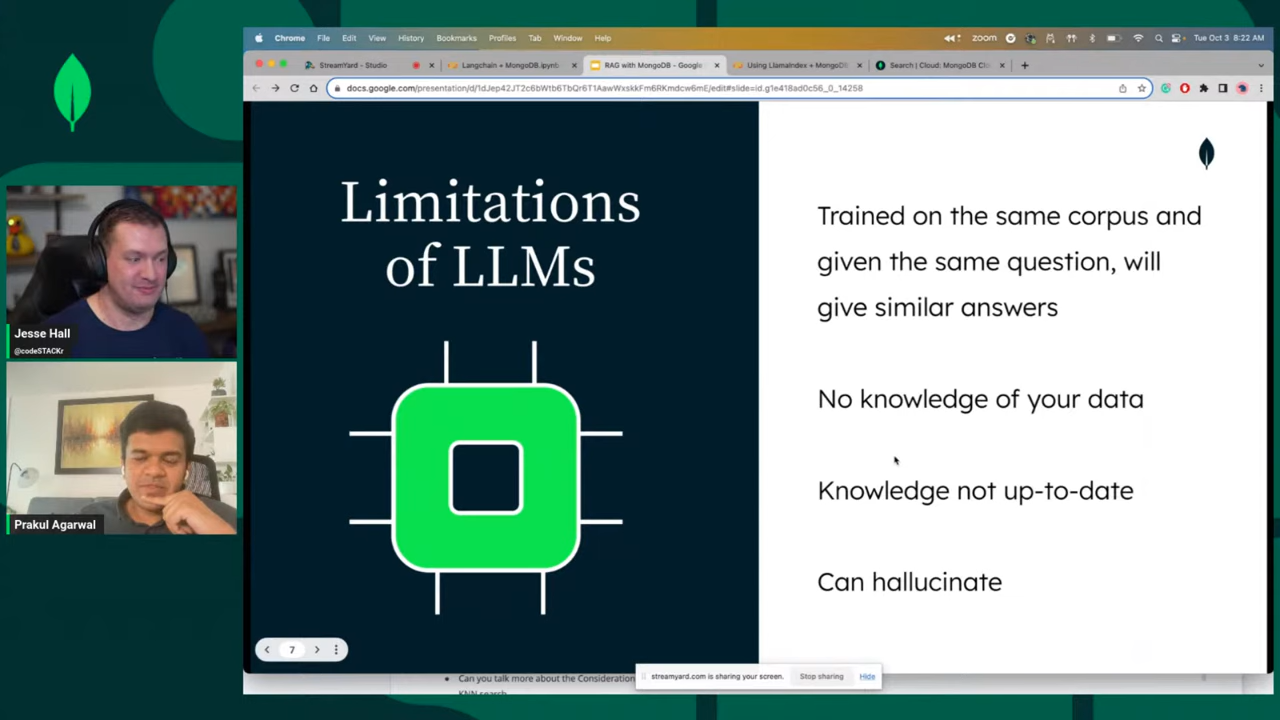 Chrome File Edit View History Bookmarks Profiles Tab Window Help
zoom
Tue Oct 3 8:22 AM
StreamYard - Studio
Langchain + MongoDB.ipynb
RAG with MongoDB - Google
Using LlamaIndex + MongoDB
Search | Cloud: MongoDB Cl
docs.google.com/presentation/d/1dJep42JT2c6bWtb6TbQr6T1AawWxskkFm6RKmdcw6mE/edit#slide=id.g1e418ad0c56_0_14258
Limitations
of LLMs
Trained on the same corpus and
given the same question, will
give similar answers
No knowledge of your data
Knowledge not up-to-date
Can hallucinate
Jesse Hall
@codeSTACKr
Prakul Agarwal
7
streamyard.com is sharing your screen.
Stop sharing
Hide
Can you talk more about the Consideration
KNN search